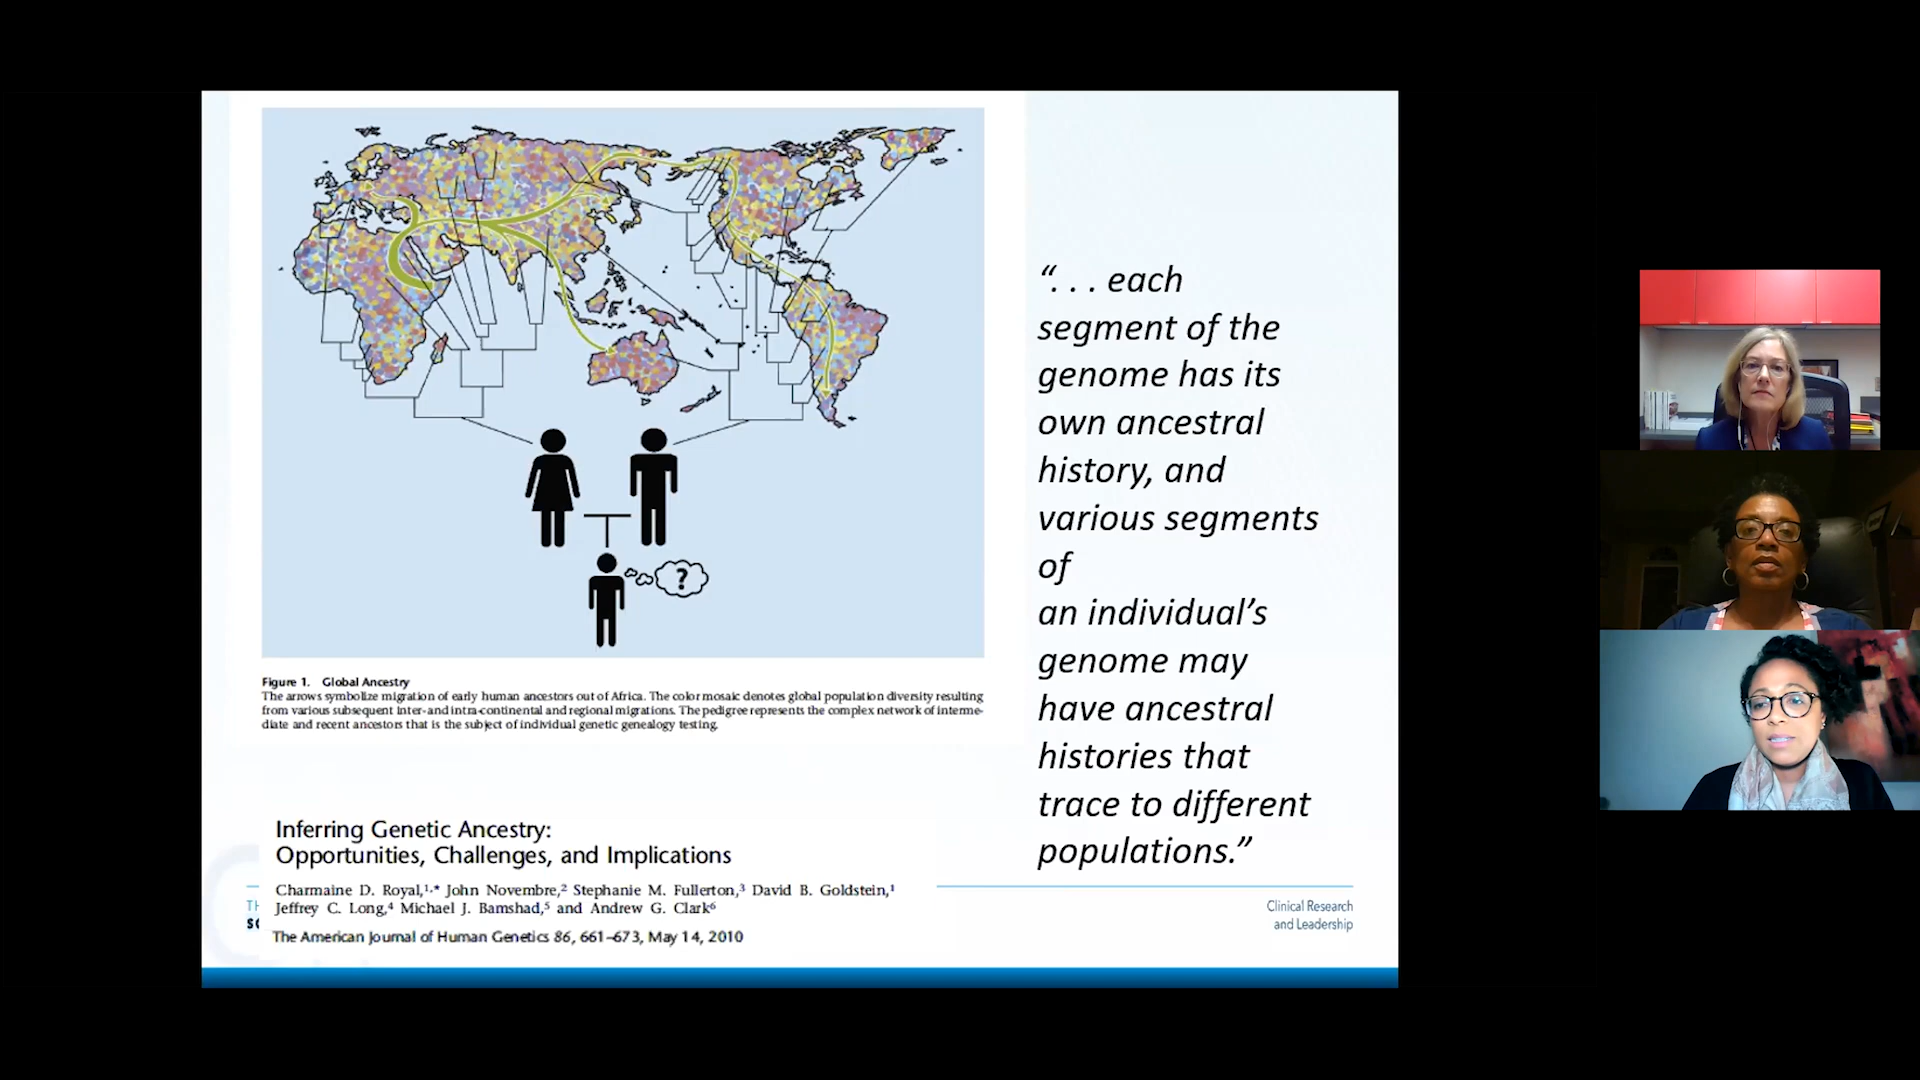 ?
Figure 1. Global Ancestry
The arrows symbolize migration of early human ancestors out of Africa. The color mosaic denotes global population diversity resulting
from various subsequent inter- and intra-continental and regional migrations. The pedigree represents the complex network of interme-
diate and recent ancestors that is the subject of individual genetic genealogy testing.
Inferring Genetic Ancestry:
Opportunities, Challenges, and Implications
Charmaine D. Royal,1,* John Novembre,2 Stephanie M. Fullerton,3 David B. Goldstein,1
Jeffrey C. Long,4 Michael J. Bamshad,5 and Andrew G. Clark6
The American Journal of Human Genetics 86, 661–673, May 14, 2010
“. . . each
segment of the
genome has its
own ancestral
history, and
various segments
of
an individual’s
genome may
have ancestral
histories that
trace to different
populations.”
Clinical Research
and Leadership